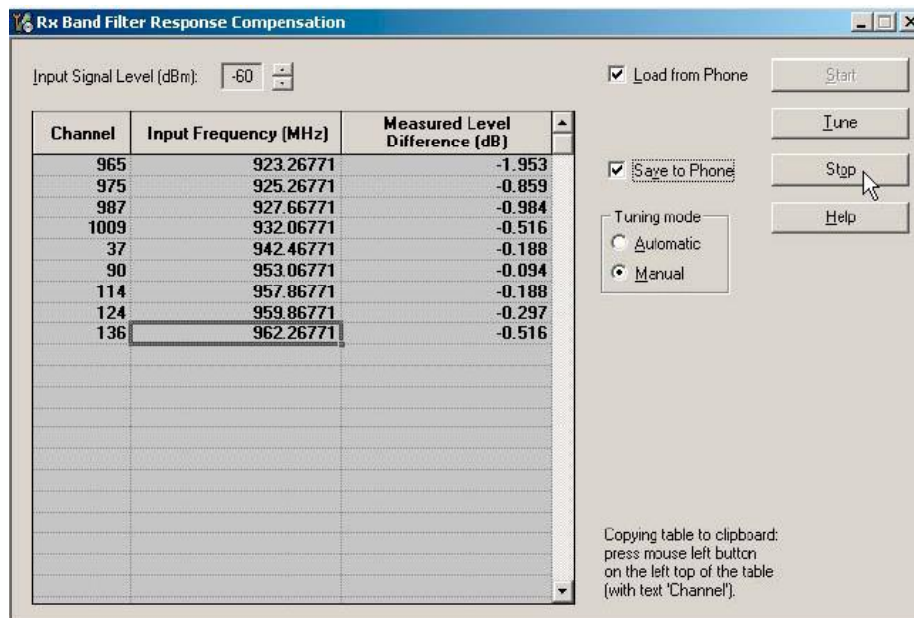 Rx Band Filter Response Compensation
Input Signal Level (dBm): -60
Load from Phone
Start
Tune
Save to Phone
Stop
Help
Tuning mode
Automatic
Manual
Channel Input Frequency (MHz) Measured Level Difference (dB)
965 923.26771 -1.953
975 925.26771 -0.859
987 927.66771 -0.984
1009 932.06771 -0.516
37 942.46771 -0.188
90 953.06771 -0.094
114 957.86771 -0.188
124 959.86771 -0.297
136 962.26771 -0.516
Copying table to clipboard:
press mouse left button
on the left top of the table
(with text 'Channel').